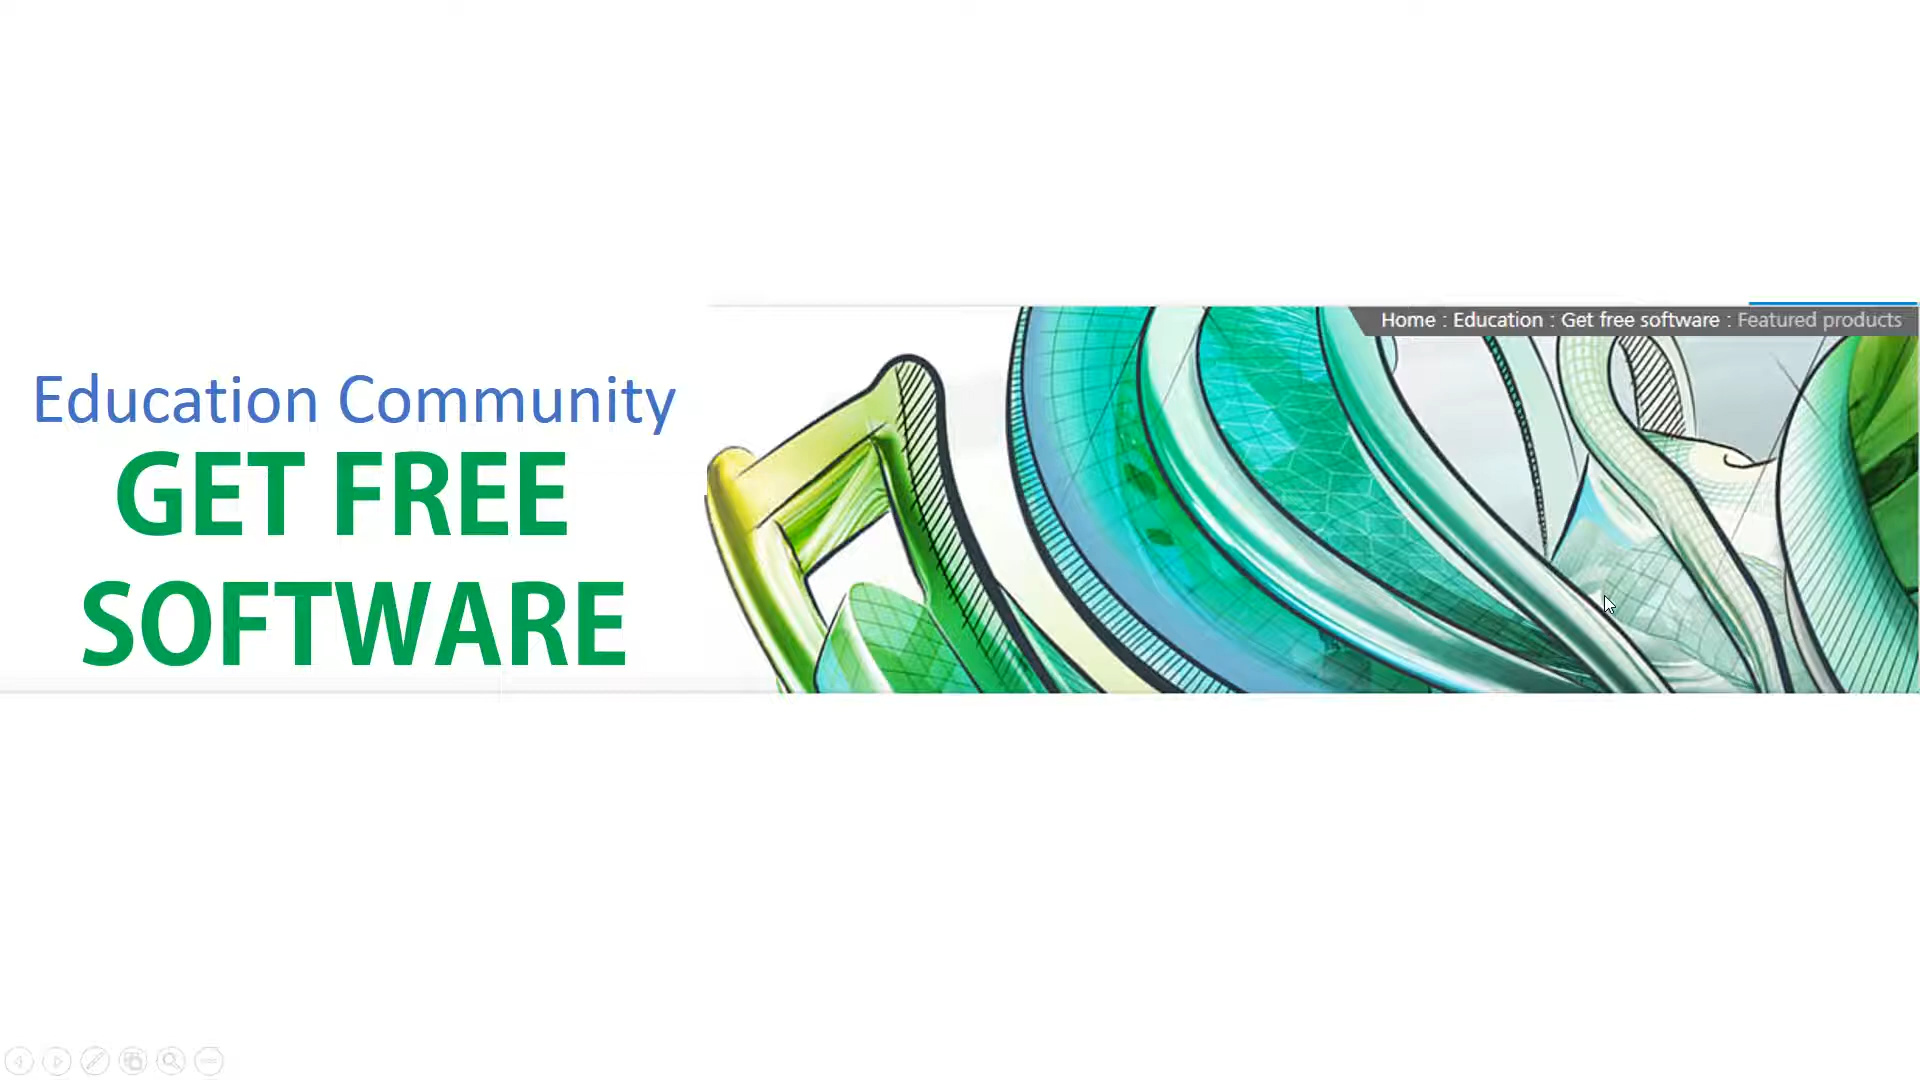 Home : Education : Get free software : Featured products
Education Community
GET FREE
SOFTWARE